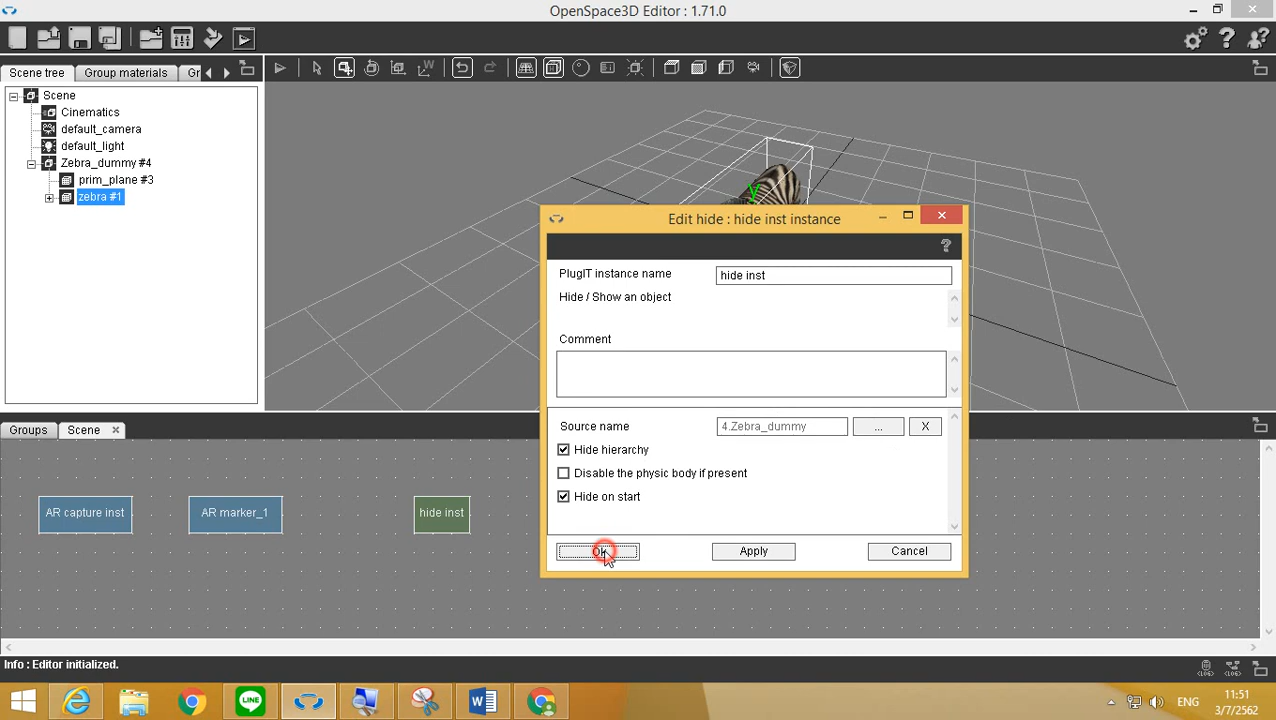 OpenSpace3D Editor : 1.71.0
Scene tree
Group materials
Gr
Scene
Cinematics
default_camera
default_light
Zebra_dummy #4
prim_plane #3
zebra #1
y
Edit hide : hide inst instance
PlugIT instance name
hide inst
Hide / Show an object
Comment
Source name
4.Zebra_dummy
...
X
Hide hierarchy
Disable the physic body if present
Hide on start
Apply
Cancel
Groups
Scene
AR capture inst
AR marker_1
hide inst
Info : Editor initialized.
LINE
ENG
11:51
3/7/2562